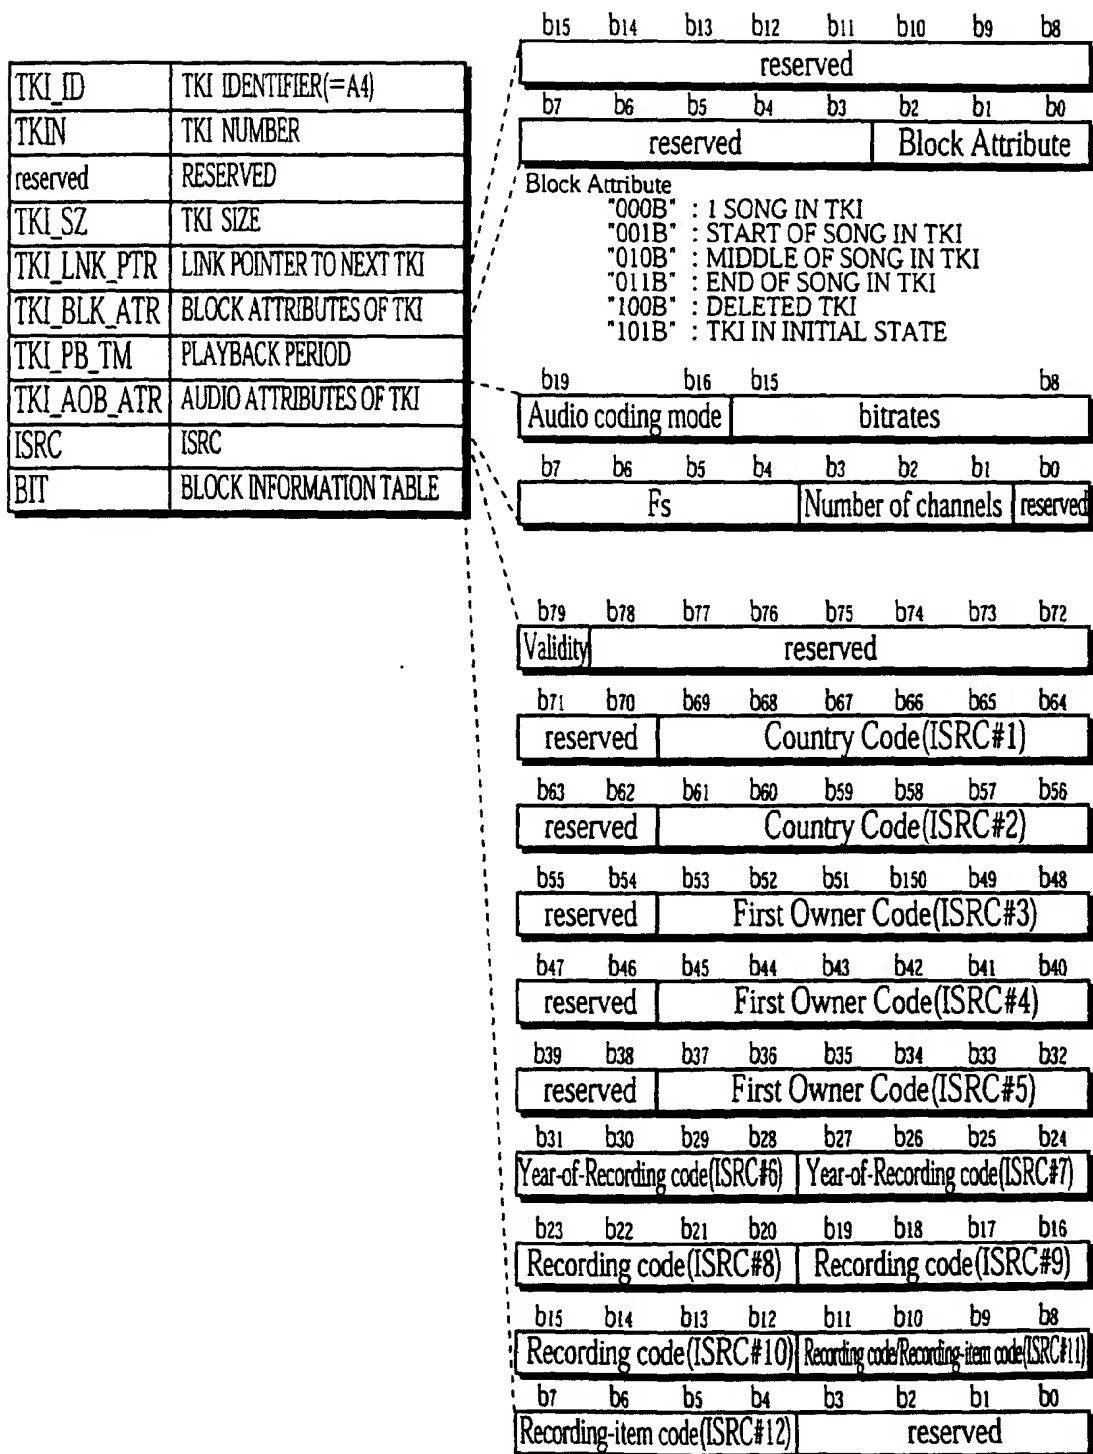 TKI_ID TKI IDENTIFIER(=A4)
TKIN TKI NUMBER
reserved RESERVED
TKI_SZ TKI SIZE
TKI_LNK_PTR LINK POINTER TO NEXT TKI
TKI_BLK_ATR BLOCK ATTRIBUTES OF TKI
TKI_PB_TM PLAYBACK PERIOD
TKI_AOB_ATR AUDIO ATTRIBUTES OF TKI
ISRC ISRC
BIT BLOCK INFORMATION TABLE
b15 b14 b13 b12 b11 b10 b9 b8
reserved
b7 b6 b5 b4 b3 b2 b1 b0
reserved Block Attribute
Block Attribute
"000B" : 1 SONG IN TKI
"001B" : START OF SONG IN TKI
"010B" : MIDDLE OF SONG IN TKI
"011B" : END OF SONG IN TKI
"100B" : DELETED TKI
"101B" : TKI IN INITIAL STATE
b19 b16 b15 b8
Audio coding mode bitrates
b7 b6 b5 b4 b3 b2 b1 b0
Fs Number of channels reserved
b79 b78 b77 b76 b75 b74 b73 b72
Validity reserved
b71 b70 b69 b68 b67 b66 b65 b64
reserved Country Code(ISRC#1)
b63 b62 b61 b60 b59 b58 b57 b56
reserved Country Code(ISRC#2)
b55 b54 b53 b52 b51 b150 b49 b48
reserved First Owner Code(ISRC#3)
b47 b46 b45 b44 b43 b42 b41 b40
reserved First Owner Code(ISRC#4)
b39 b38 b37 b36 b35 b34 b33 b32
reserved First Owner Code(ISRC#5)
b31 b30 b29 b28 b27 b26 b25 b24
Year-of-Recording code(ISRC#6) Year-of-Recording code(ISRC#7)
b23 b22 b21 b20 b19 b18 b17 b16
Recording code(ISRC#8) Recording code(ISRC#9)
b15 b14 b13 b12 b11 b10 b9 b8
Recording code(ISRC#10) Recording code/Recording-item code(ISRC#11)
b7 b6 b5 b4 b3 b2 b1 b0
Recording-item code(ISRC#12) reserved